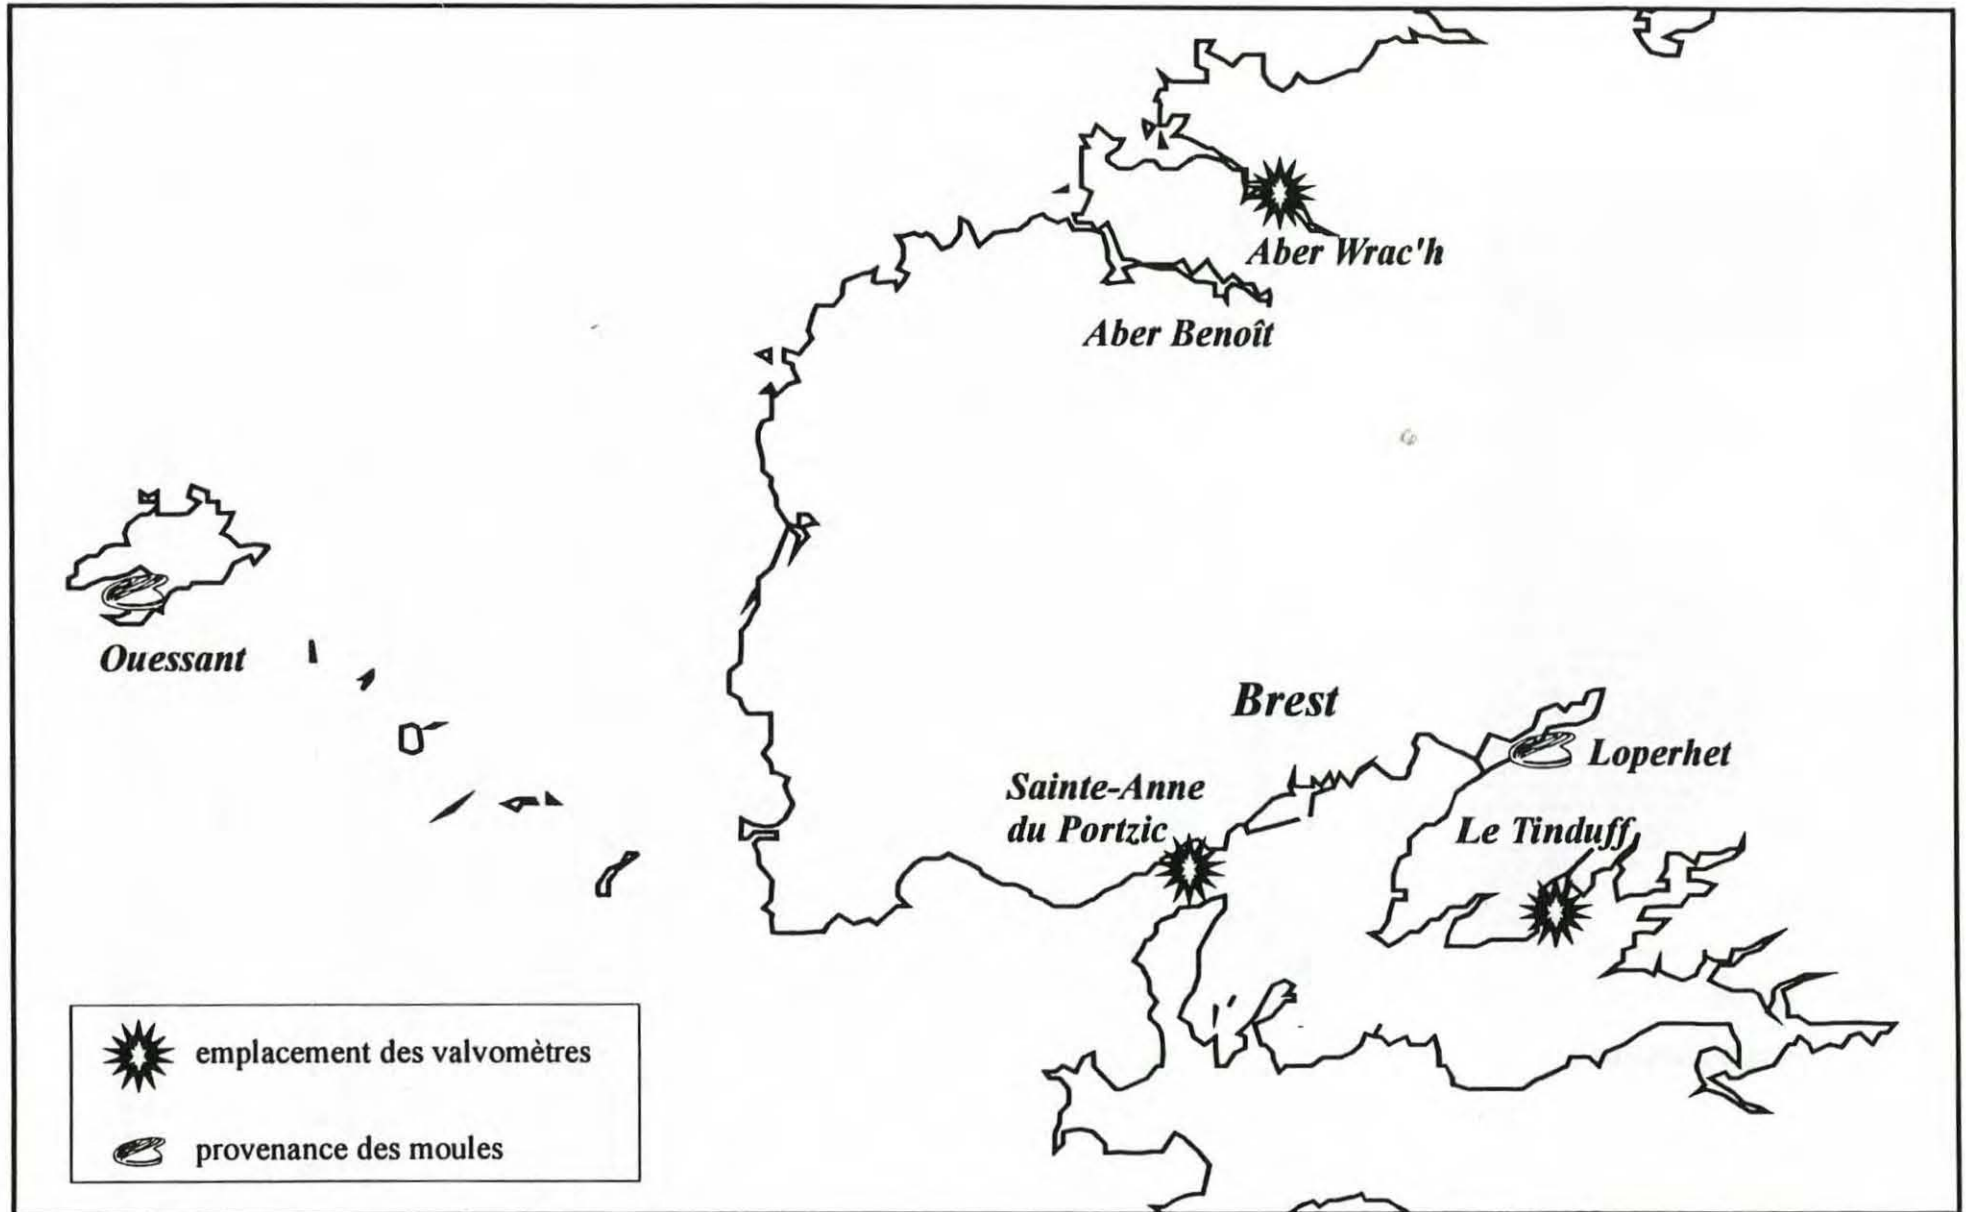 Aber Wrac'h
Aber Benoît
Ouessant
Brest
Loperhet
Sainte-Anne
du Portzic
Le Tinduff
emplacement des valvomètres
provenance des moules